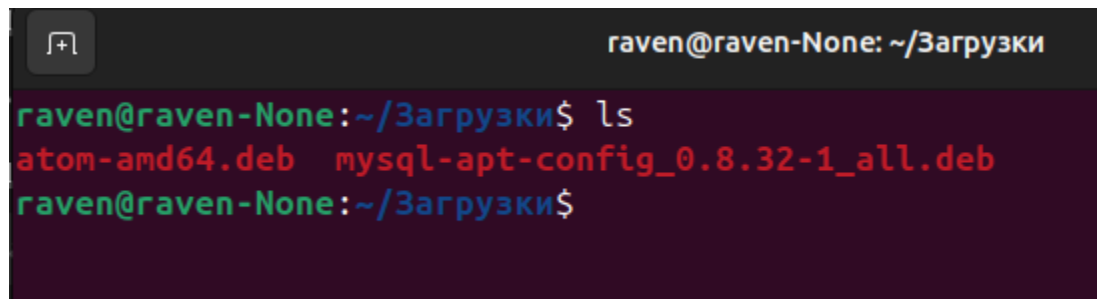 raven@raven-None: ~/Загрузки
raven@raven-None:~/Загрузки$ ls
atom-amd64.deb  mysql-apt-config_0.8.32-1_all.deb
raven@raven-None:~/Загрузки$